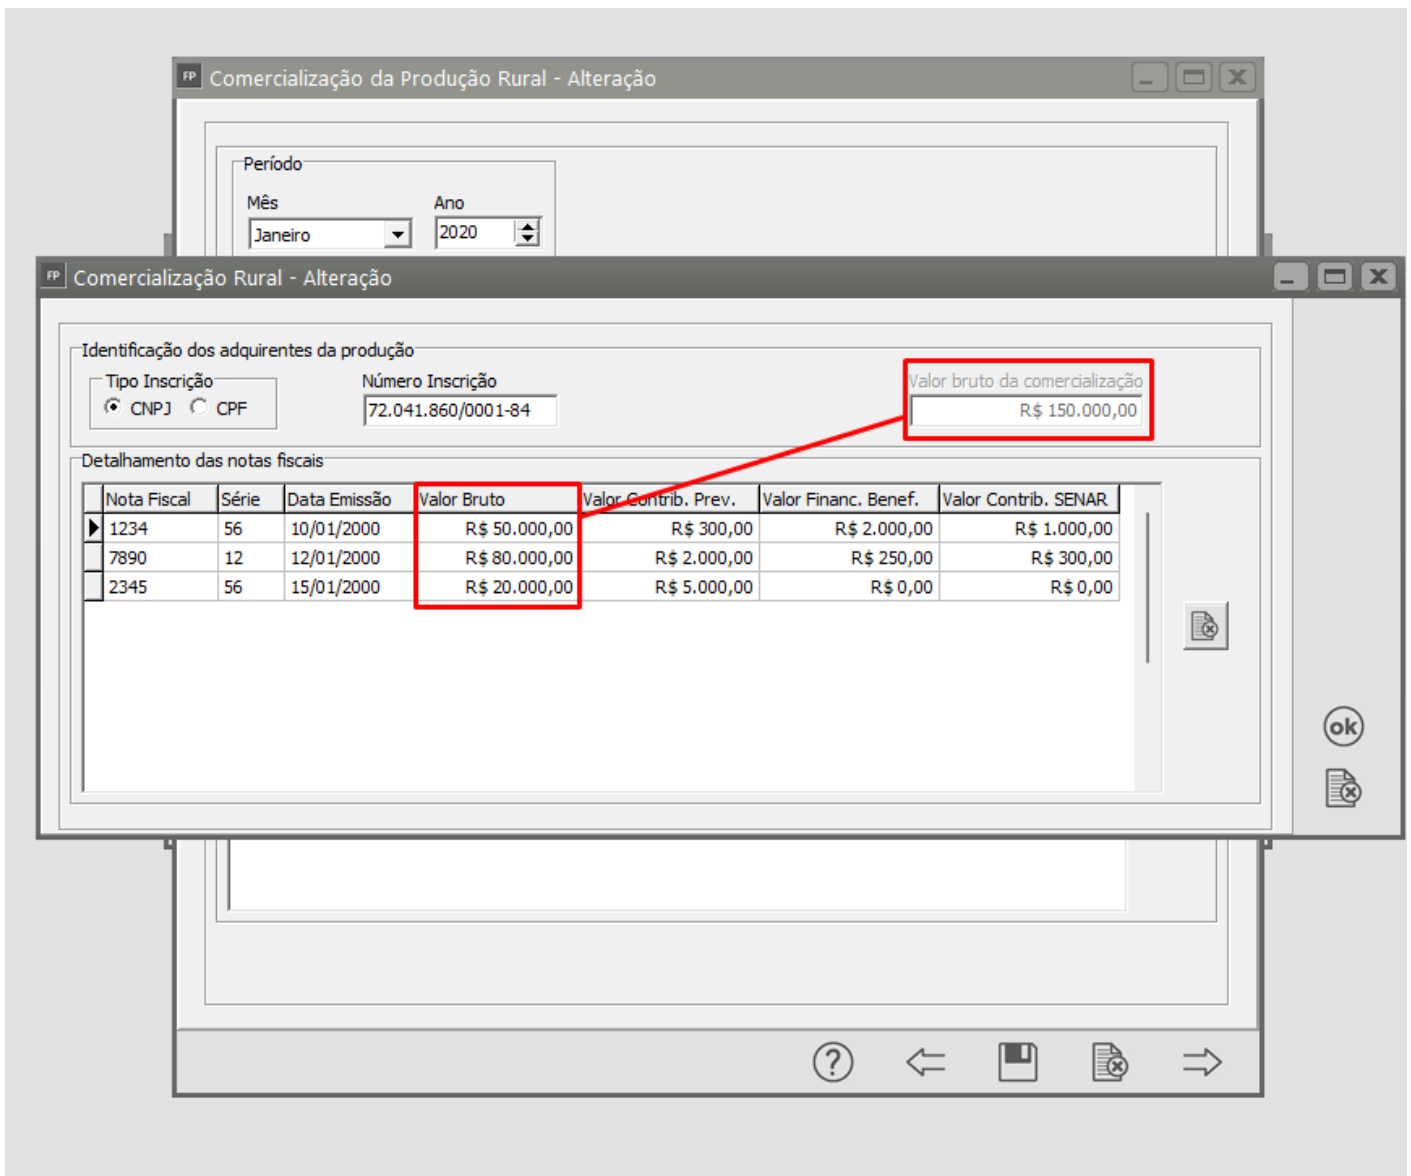 FP Comercialização da Produção Rural - Alteração
Período
Mês Ano
Janeiro 2020
FP Comercialização Rural - Alteração
Identificação dos adquirentes da produção
Tipo Inscrição Número Inscrição Valor bruto da comercialização
CNPJ CPF 72.041.860/0001-84 R$ 150.000,00
Detalhamento das notas fiscais
Nota Fiscal Série Data Emissão Valor Bruto Valor Contrib. Prev. Valor Financ. Benef. Valor Contrib. SENAR
1234 56 10/01/2000 R$ 50.000,00 R$ 300,00 R$ 2.000,00 R$ 1.000,00
7890 12 12/01/2000 R$ 80.000,00 R$ 2.000,00 R$ 250,00 R$ 300,00
2345 56 15/01/2000 R$ 20.000,00 R$ 5.000,00 R$ 0,00 R$ 0,00
ok
?